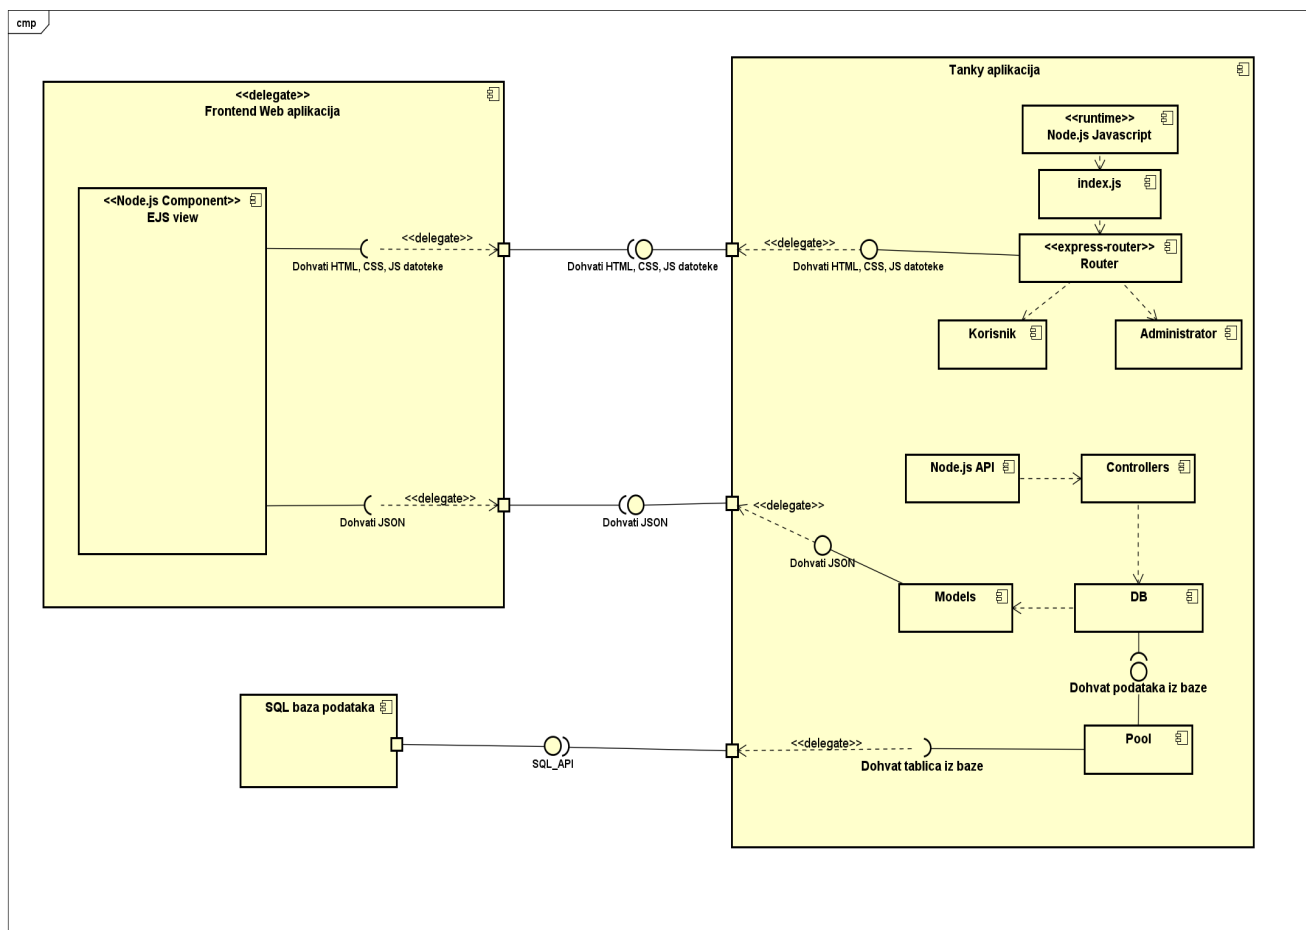 cmp
<<delegate>>
Frontend Web aplikacija
<<Node.js Component>>
EJS view
<<delegate>>
Dohvati HTML, CSS, JS datoteke
<<delegate>>
Dohvati JSON
Dohvati HTML, CSS, JS datoteke
Dohvati JSON
SQL baza podataka
SQL_API
Tanky aplikacija
<<runtime>>
Node.js Javascript
index.js
<<express-router>>
Router
<<delegate>>
Dohvati HTML, CSS, JS datoteke
Korisnik
Administrator
Node.js API
Controllers
<<delegate>>
Dohvati JSON
Models
DB
Dohvat podataka iz baze
Pool
<<delegate>>
Dohvat tablica iz baze